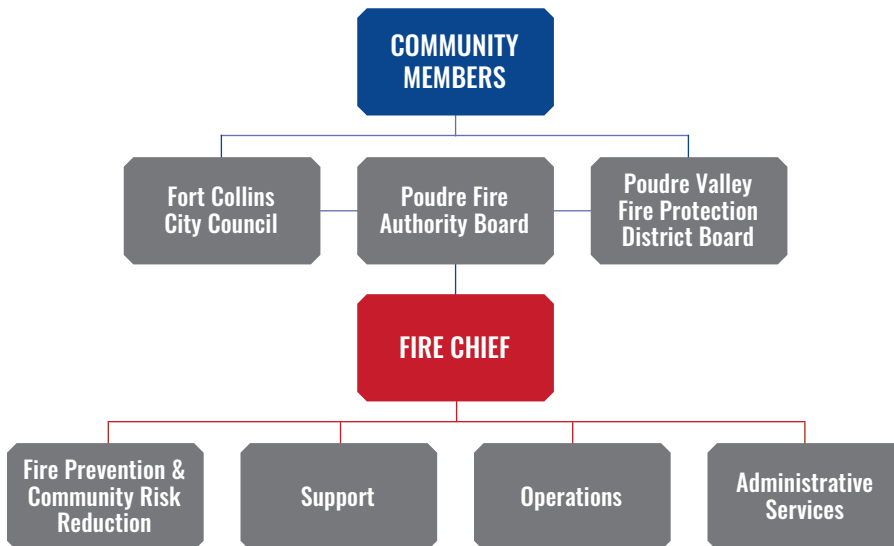 COMMUNITY
MEMBERS
Fort Collins
City Council
Poudre Fire
Authority Board
Poudre Valley
Fire Protection
District Board
FIRE CHIEF
Fire Prevention &
Community Risk
Reduction
Support
Operations
Administrative
Services